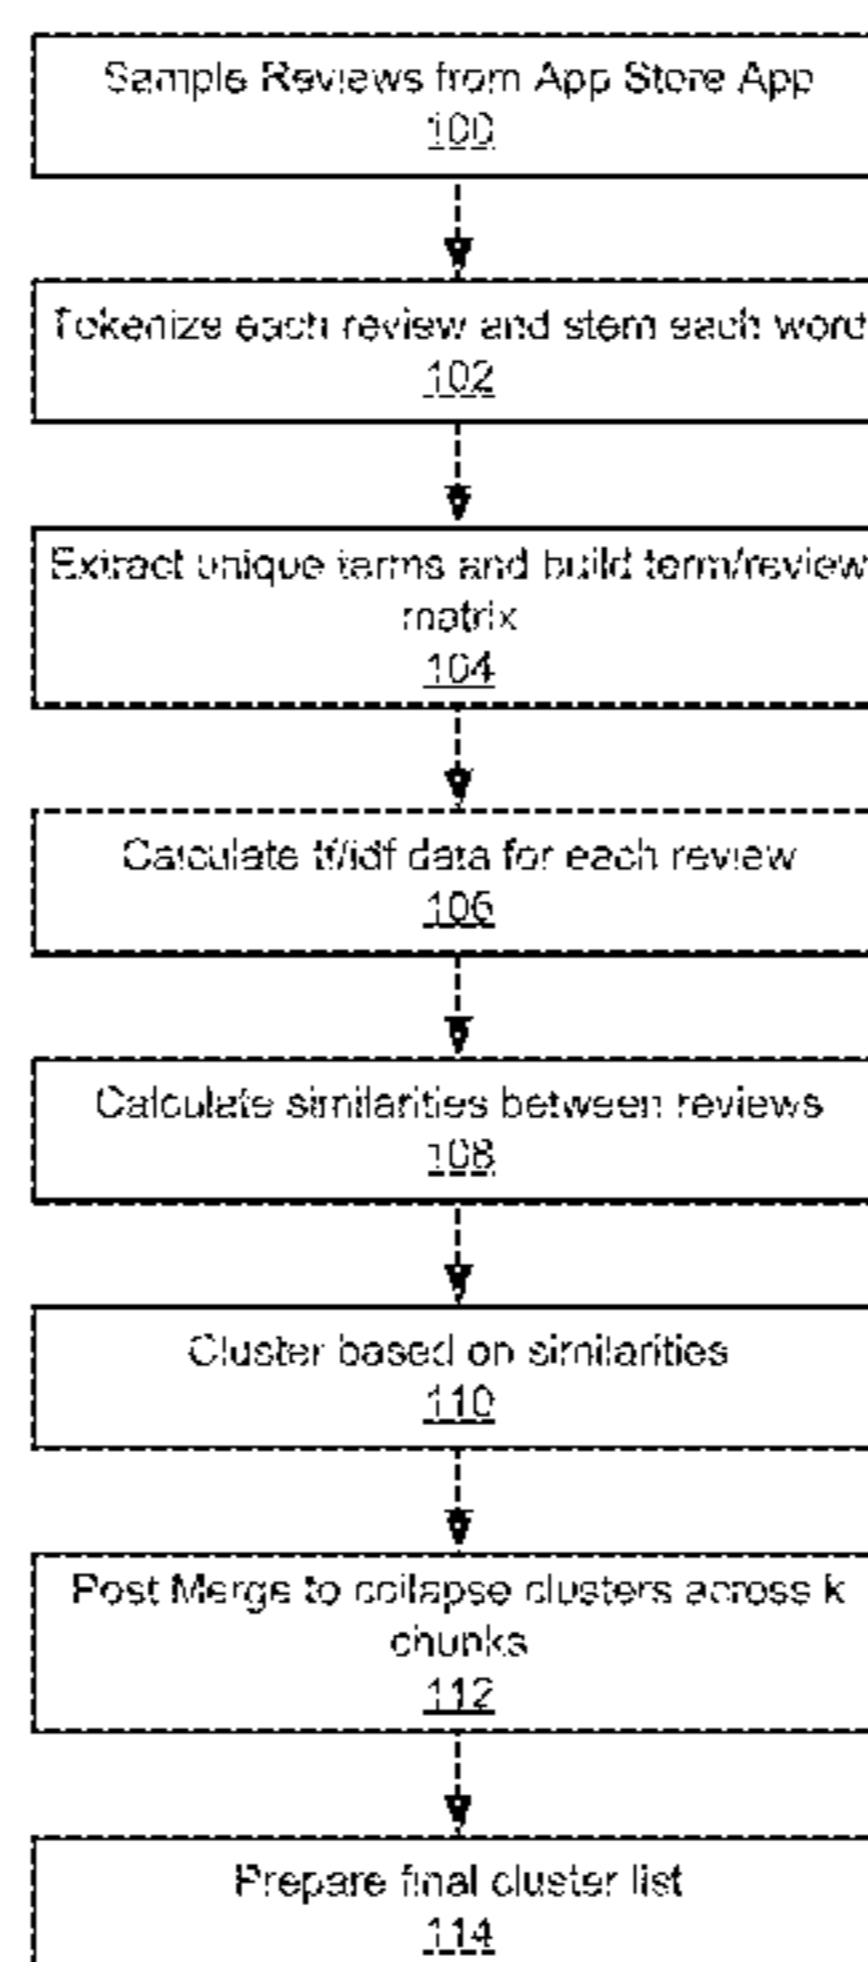 Sample Reviews from App Store App
100
Tokenize each review and stem each word
102
Extract unique terms and build term/review
matrix
104
Calculate tf/idf data for each review
106
Calculate similarities between reviews
108
Cluster based on similarities
110
Post Merge to collapse clusters across k
chunks
112
Prepare final cluster list
114